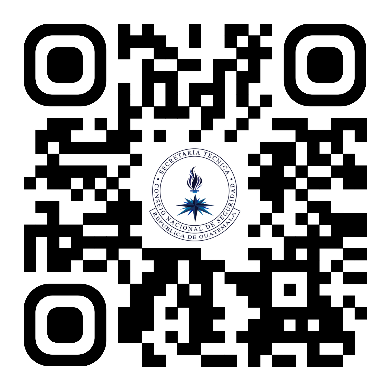 SECRETARÍA TÉCNICA
CONSEJO NACIONAL DE SEGURIDAD
REPÚBLICA DE GUATEMALA